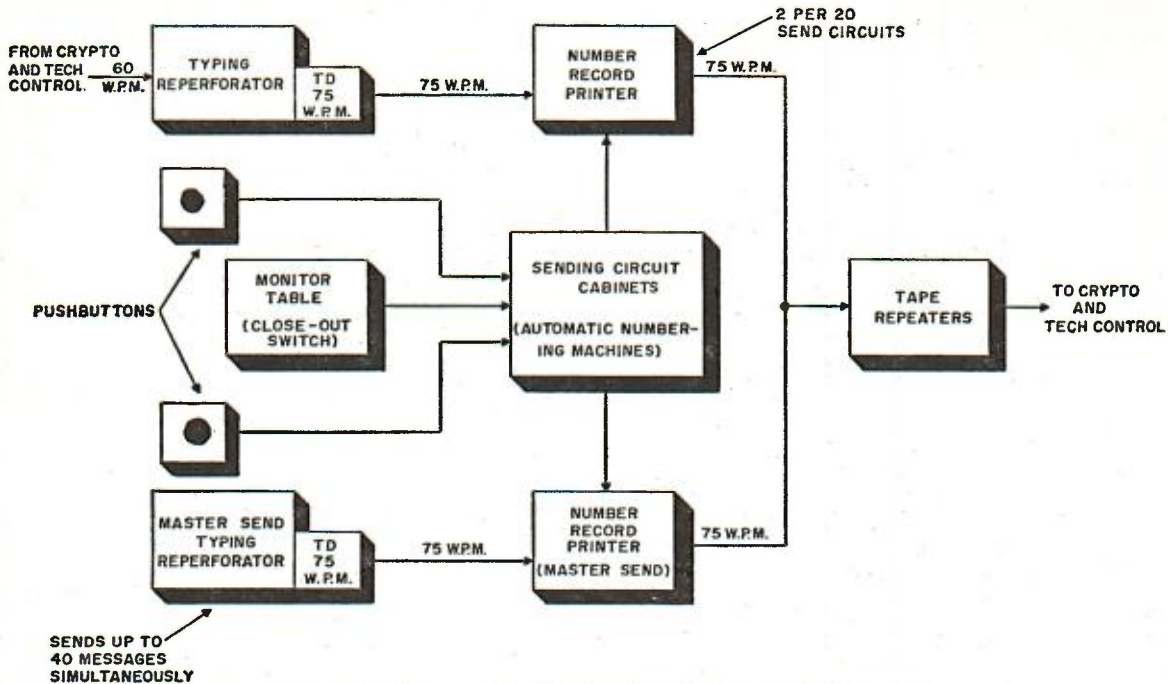 FROM CRYPTO
AND TECH
CONTROL.
60
W.P.M.
TYPING
REPERFORATOR
TD
75
W.P.M.
75 W.P.M.
NUMBER
RECORD
PRINTER
2 PER 20
SEND CIRCUITS
75 W.P.M.
PUSHBUTTONS
MONITOR
TABLE
(CLOSE-OUT
SWITCH)
SENDING CIRCUIT
CABINETS
(AUTOMATIC NUMBER-
ING MACHINES)
TAPE
REPEATERS
TO CRYPTO
AND
TECH CONTROL
MASTER SEND
TYPING
REPERFORATOR
TD
75
W.P.M.
75 W.P.M.
NUMBER
RECORD
PRINTER
(MASTER SEND)
75 W.P.M.
SENDS UP TO
40 MESSAGES
SIMULTANEOUSLY